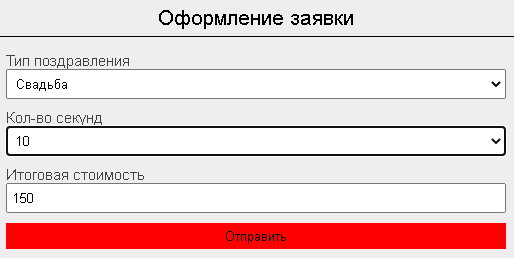 Оформление заявки
Тип поздравления
Свадьба
Кол-во секунд
10
Итоговая стоимость
150
Отправить